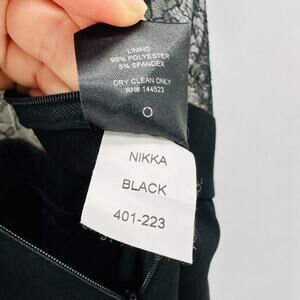 LINING
95% POLYESTER
5% SPANDEX
DRY CLEAN ONLY
RN# 144523
0
NIKKA
BLACK
401-223